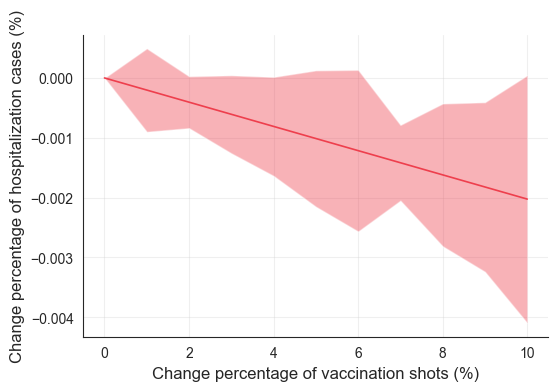 Change percentage of hospitalization cases (%)
0.000
−0.001
−0.002
−0.003
−0.004
0 2 4 6 8 10
Change percentage of vaccination shots (%)